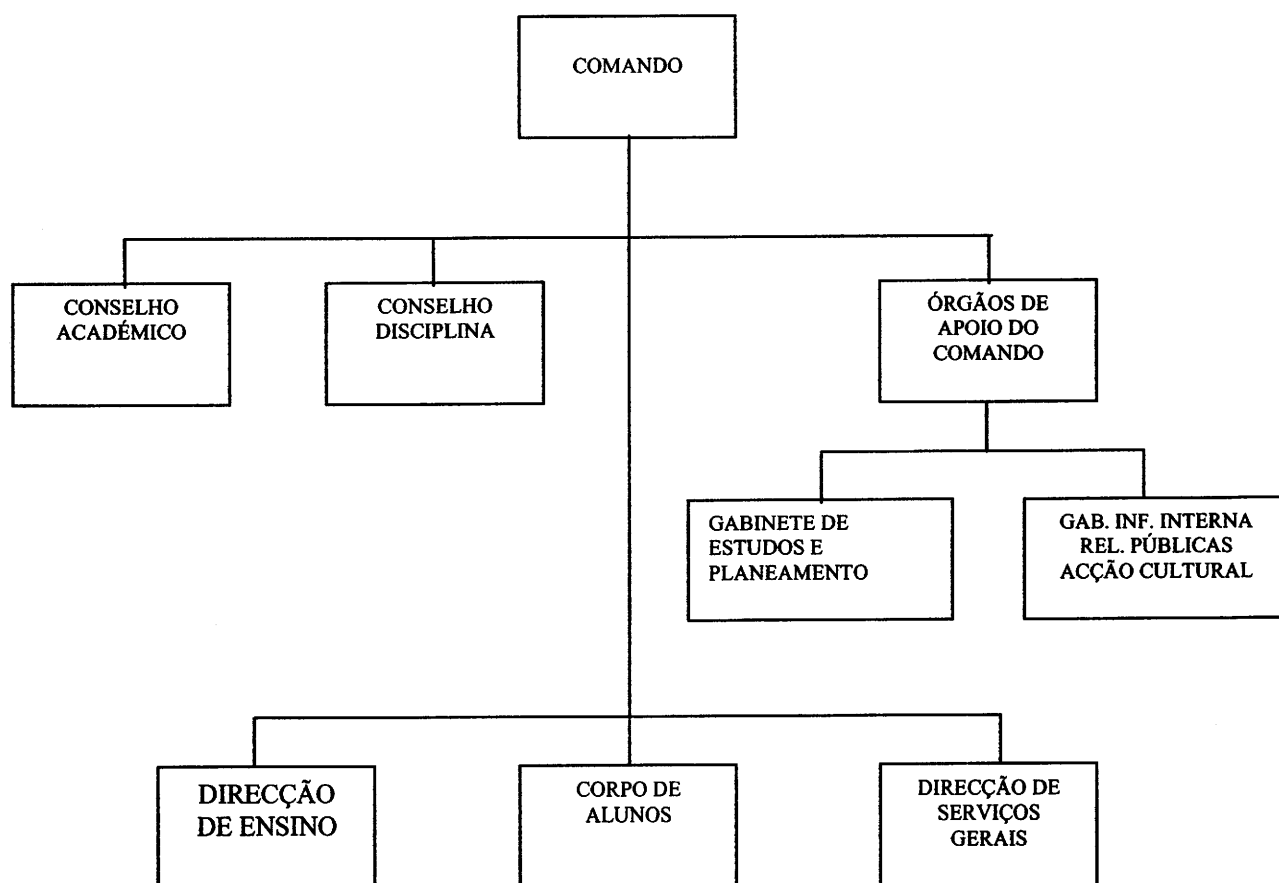 COMANDO
CONSELHO
ACADÉMICO
CONSELHO
DISCIPLINA
ÓRGÃOS DE
APOIO DO
COMANDO
GABINETE DE
ESTUDOS E
PLANEAMENTO
GAB. INF. INTERNA
REL. PÚBLICAS
ACÇÃO CULTURAL
DIRECÇÃO
DE ENSINO
CORPO DE
ALUNOS
DIRECÇÃO DE
SERVIÇOS
GERAIS